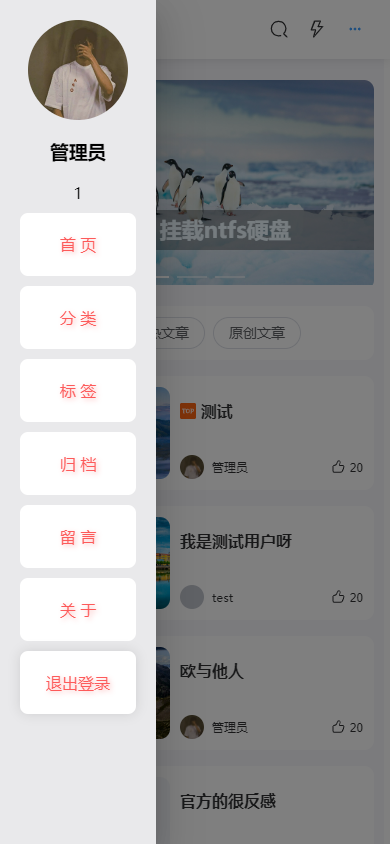 管理员
1
首 页
分 类
标 签
归 档
留 言
关 于
退出登录
挂载ntfs硬盘
文章
原创文章
TOP 测试
管理员 20
我是测试用户呀
test 20
欧与他人
管理员 20
官方的很反感